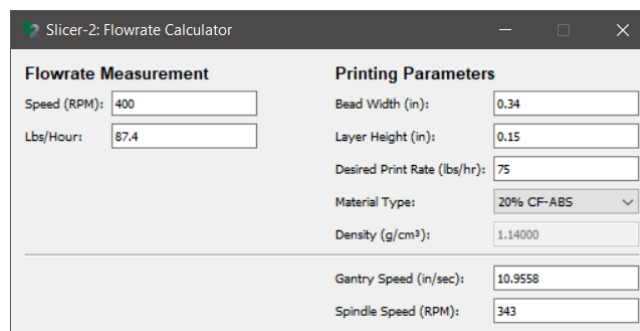 Slicer-2: Flowrate Calculator
Flowrate Measurement
Speed (RPM): 400
Lbs/Hour: 87.4
Printing Parameters
Bead Width (in): 0.34
Layer Height (in): 0.15
Desired Print Rate (lbs/hr): 75
Material Type: 20% CF-ABS
Density (g/cm³): 1.14000
Gantry Speed (in/sec): 10.9558
Spindle Speed (RPM): 343